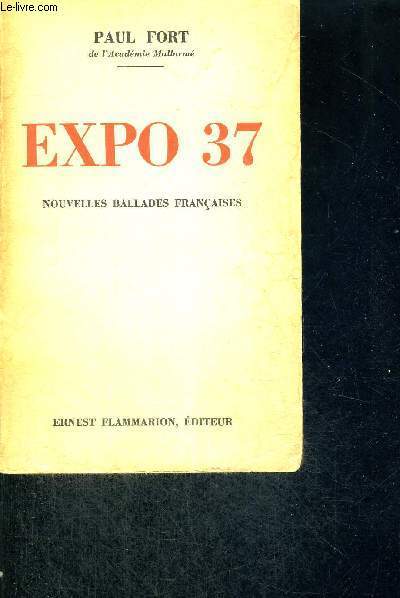 Le-livre.com
PAUL FORT
de l'Académie Mallarmé
EXPO 37
NOUVELLES BALLADES FRANÇAISES
ERNEST FLAMMARION, ÉDITEUR